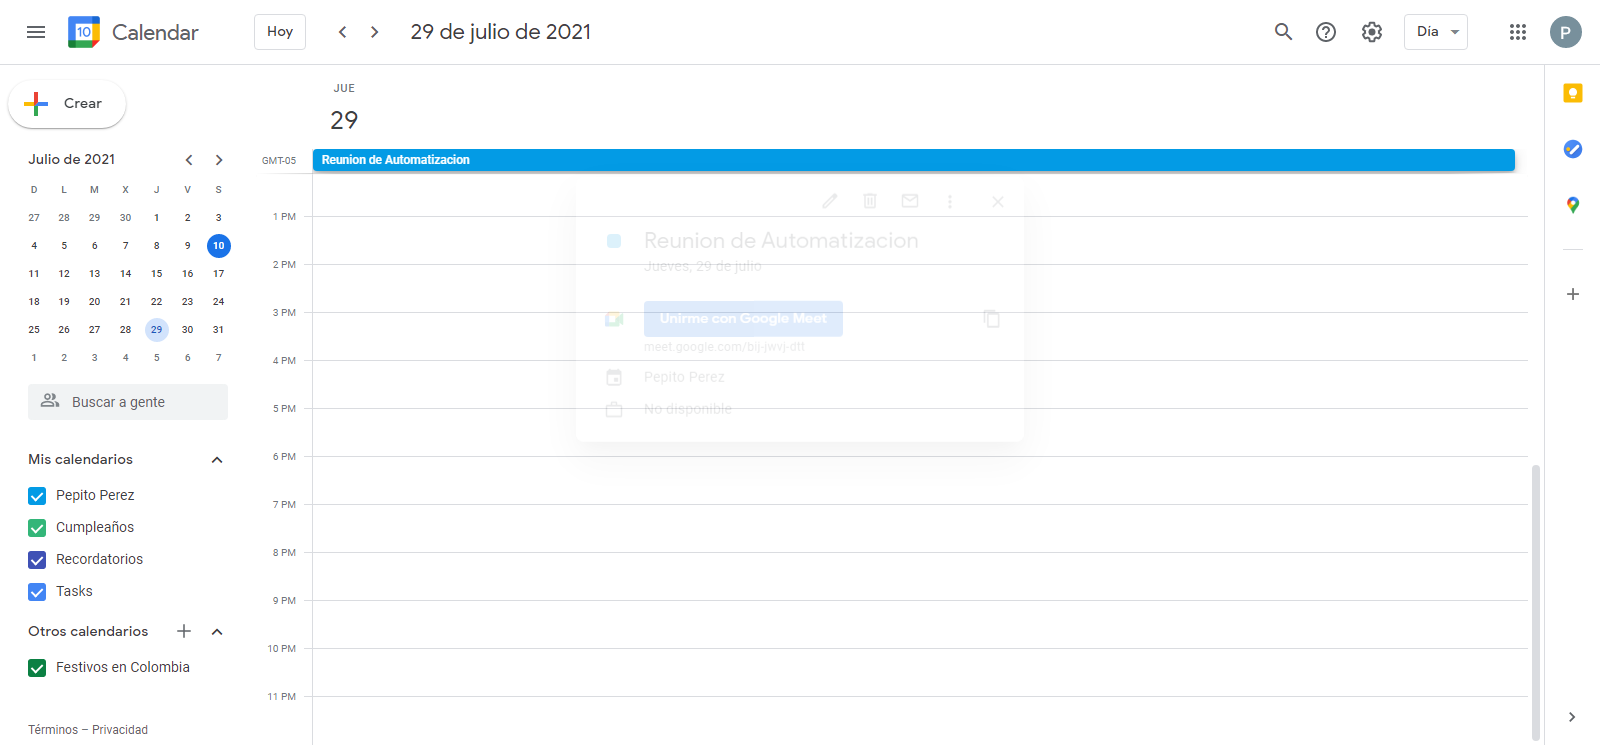 10
Calendar
Hoy
29 de julio de 2021
Día
P
Crear
JUE
29
Julio de 2021
GMT-05
Reunion de Automatizacion
D L M X J V S
27 28 29 30 1 2 3
4 5 6 7 8 9 10
11 12 13 14 15 16 17
18 19 20 21 22 23 24
25 26 27 28 29 30 31
1 2 3 4 5 6 7
Buscar a gente
Mis calendarios
Pepito Perez
Cumpleaños
Recordatorios
Tasks
Otros calendarios
Festivos en Colombia
Términos – Privacidad
1 PM
2 PM
3 PM
4 PM
5 PM
6 PM
7 PM
8 PM
9 PM
10 PM
11 PM
Reunion de Automatizacion
Jueves, 29 de julio
Unirme con Google Meet
Pepito Perez
No disponible